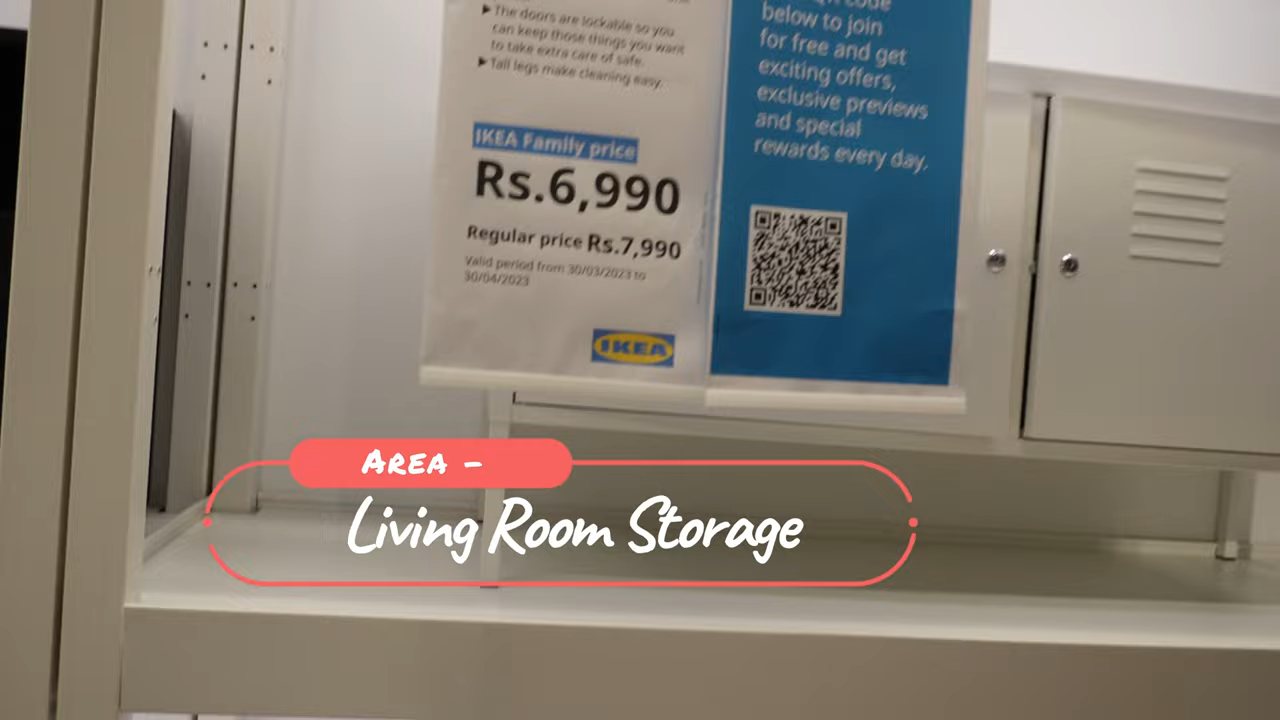 ▶ The doors are lockable so you
can keep those things you want
to take extra care of safe.
▶ Tall legs make cleaning easy.
IKEA Family price
Rs.6,990
Regular price Rs.7,990
Valid period from 30/03/2023 to
30/04/2023
IKEA
code
below to join
for free and get
exciting offers,
exclusive previews
and special
rewards every day.
AREA -
Living Room Storage